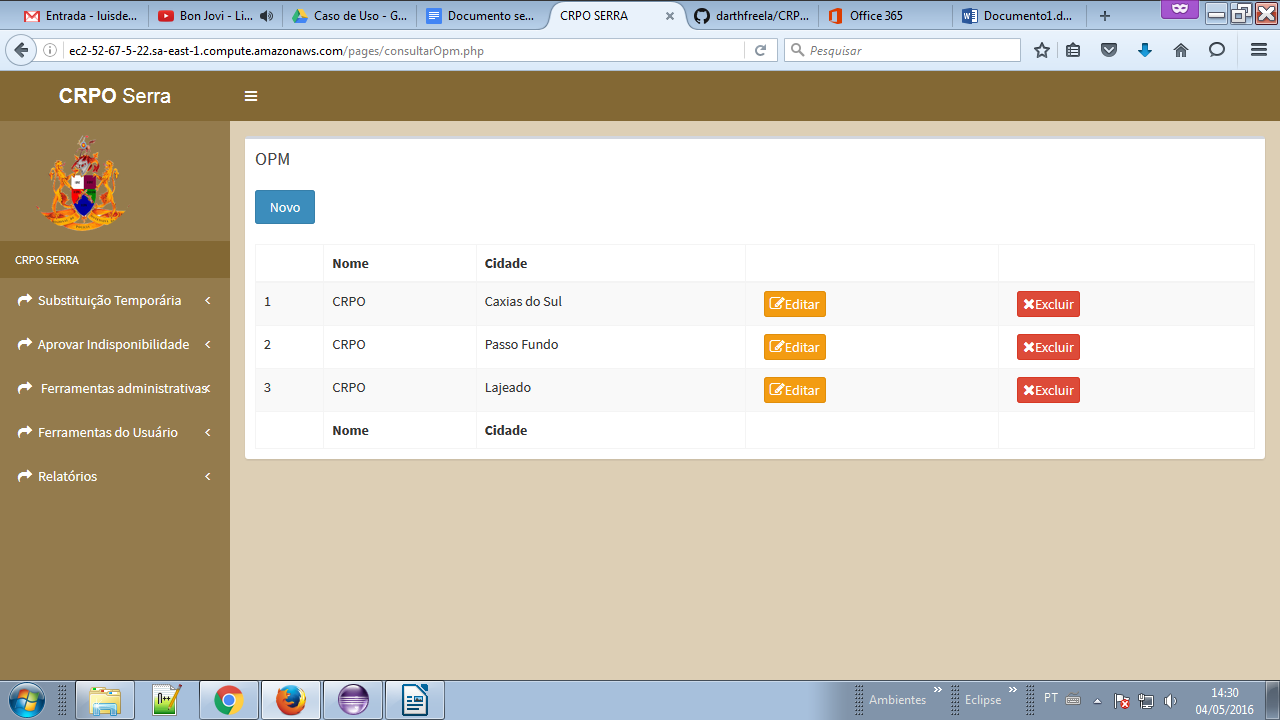 Entrada - luisde...
Bon Jovi - Li...
Caso de Uso - G...
Documento se...
CRPO SERRA
darthfreela/CRP...
Office 365
Documento1.d...
ec2-52-67-5-22.sa-east-1.compute.amazonaws.com/pages/consultarOpm.php
Pesquisar
CRPO Serra
CRPO SERRA
Substituição Temporária
Aprovar Indisponibilidade
Ferramentas administrativas
Ferramentas do Usuário
Relatórios
OPM
Novo
Nome Cidade
1 CRPO Caxias do Sul Editar Excluir
2 CRPO Passo Fundo Editar Excluir
3 CRPO Lajeado Editar Excluir
Nome Cidade
Ambientes
Eclipse
PT
14:30
04/05/2016